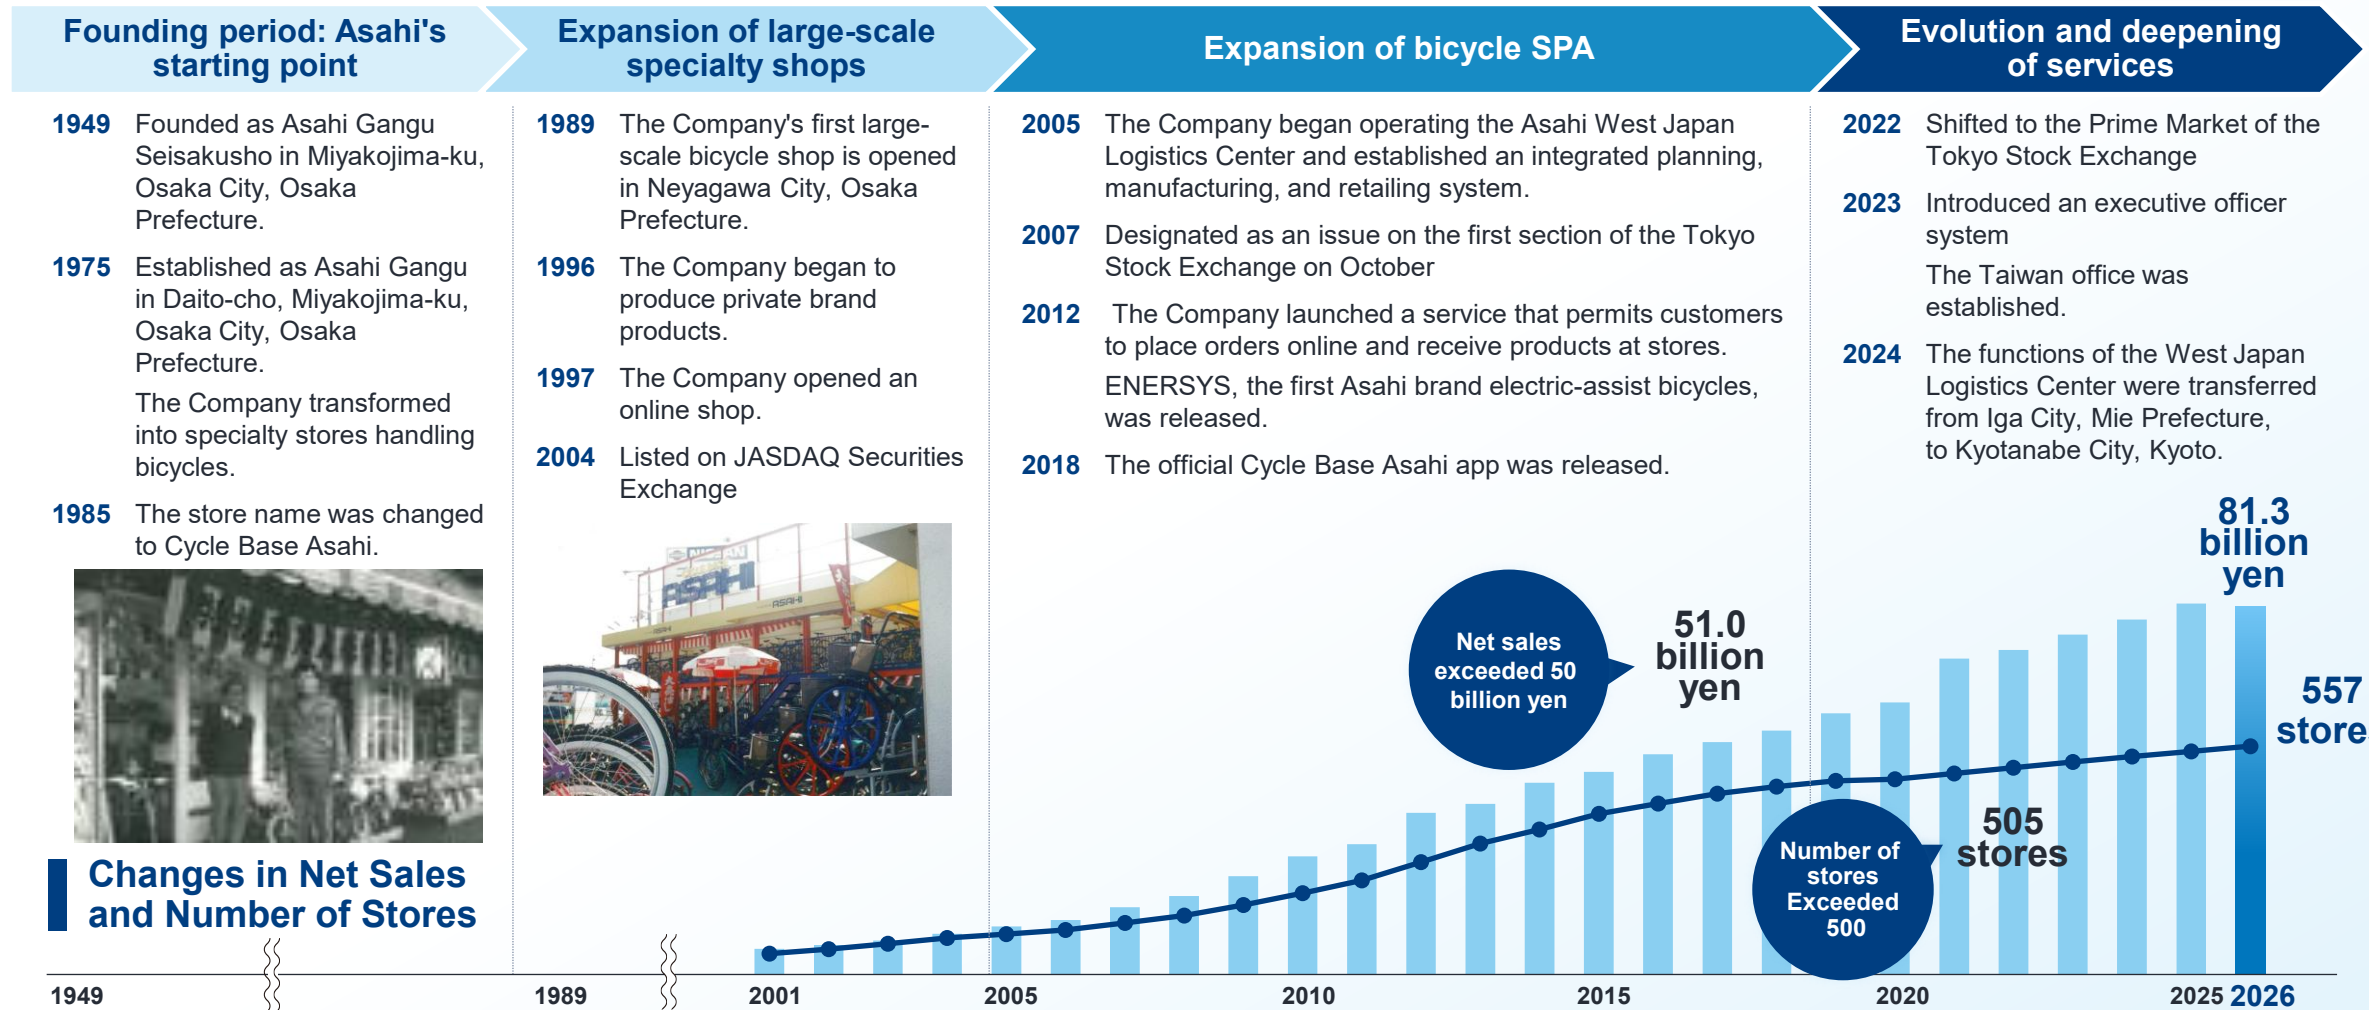 Founding period: Asahi's
starting point
Expansion of large-scale
specialty shops
Expansion of bicycle SPA
Evolution and deepening
of services
1949 Founded as Asahi Gangu
Seisakusho in Miyakojima-ku,
Osaka City, Osaka
Prefecture.
1975 Established as Asahi Gangu
in Daito-cho, Miyakojima-ku,
Osaka City, Osaka
Prefecture.
The Company transformed
into specialty stores handling
bicycles.
1985 The store name was changed
to Cycle Base Asahi.
1989 The Company's first large-
scale bicycle shop is opened
in Neyagawa City, Osaka
Prefecture.
1996 The Company began to
produce private brand
products.
1997 The Company opened an
online shop.
2004 Listed on JASDAQ Securities
Exchange
NISSAN
ASAHI
ASAHI
ASAHI
2005 The Company began operating the Asahi West Japan
Logistics Center and established an integrated planning,
manufacturing, and retailing system.
2007 Designated as an issue on the first section of the Tokyo
Stock Exchange on October
2012 The Company launched a service that permits customers
to place orders online and receive products at stores.
ENERSYS, the first Asahi brand electric-assist bicycles,
was released.
2018 The official Cycle Base Asahi app was released.
2022 Shifted to the Prime Market of the
Tokyo Stock Exchange
2023 Introduced an executive officer
system
The Taiwan office was
established.
2024 The functions of the West Japan
Logistics Center were transferred
from Iga City, Mie Prefecture,
to Kyotanabe City, Kyoto.
Changes in Net Sales
and Number of Stores
Net sales
exceeded 50
billion yen
51.0
billion
yen
81.3
billion
yen
557
store
Number of
stores
Exceeded
500
505
stores
1949 1989 2001 2005 2010 2015 2020 2025 2026